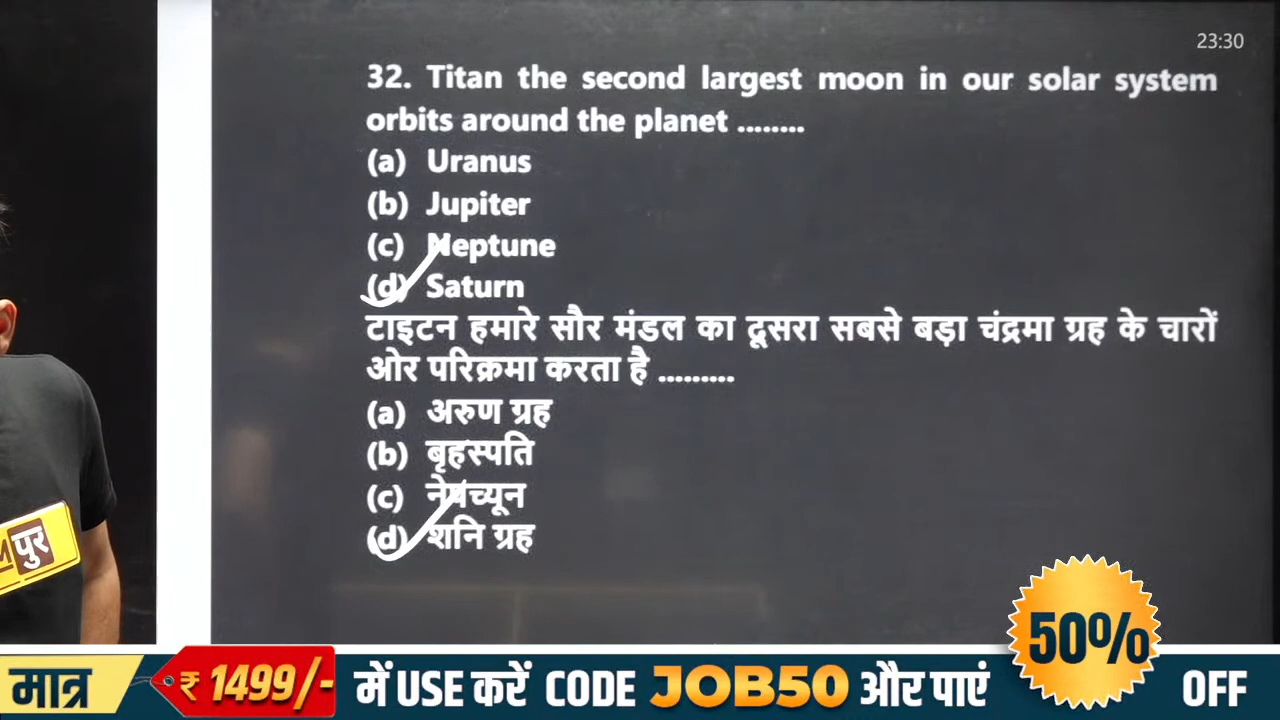 23:30
32. Titan the second largest moon in our solar system
orbits around the planet ........
(a) Uranus
(b) Jupiter
(c) Neptune
(d) Saturn
टाइटन हमारे सौर मंडल का दूसरा सबसे बड़ा चंद्रमा ग्रह के चारों
ओर परिक्रमा करता है .........
(a) अरुण ग्रह
(b) बृहस्पति
(c) नेपच्यून
(d) शनि ग्रह
पुर
मात्र ₹ 1499/- में USE करें CODE JOB50 और पाएं 50% OFF